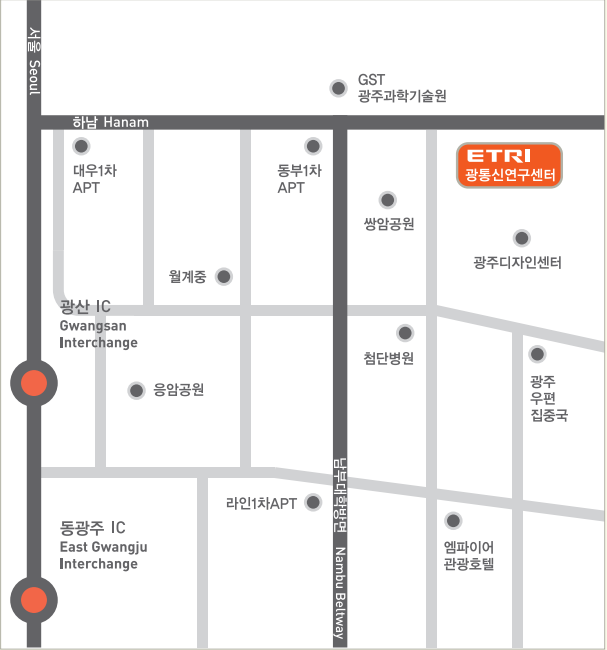 서울 Seoul
GST
광주과학기술원
하남 Hanam
대우1차
APT
동부1차
APT
ETRI
광통신연구센터
쌍암공원
광주디자인센터
월계중
광산 IC
Gwangsan
Interchange
첨단병원
광주
우편
집중국
응암공원
남부대학방면 Nambu Beltway
라인1차APT
동광주 IC
East Gwangju
Interchange
엠파이어
관광호텔